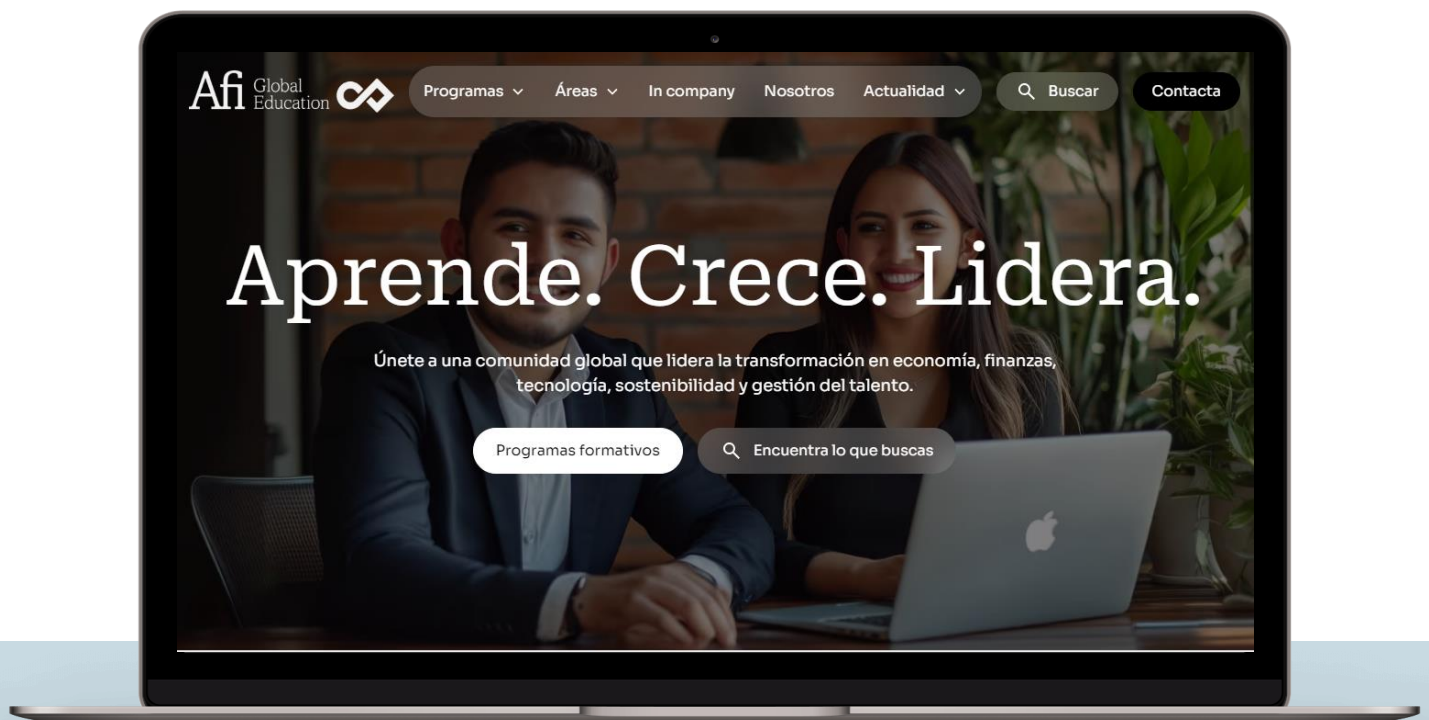 Afi Global
Education
Programas
Áreas
In company
Nosotros
Actualidad
Buscar
Contacta
Aprende. Crece. Lidera.
Únete a una comunidad global que lidera la transformación en economía, finanzas,
tecnología, sostenibilidad y gestión del talento.
Programas formativos
Encuentra lo que buscas